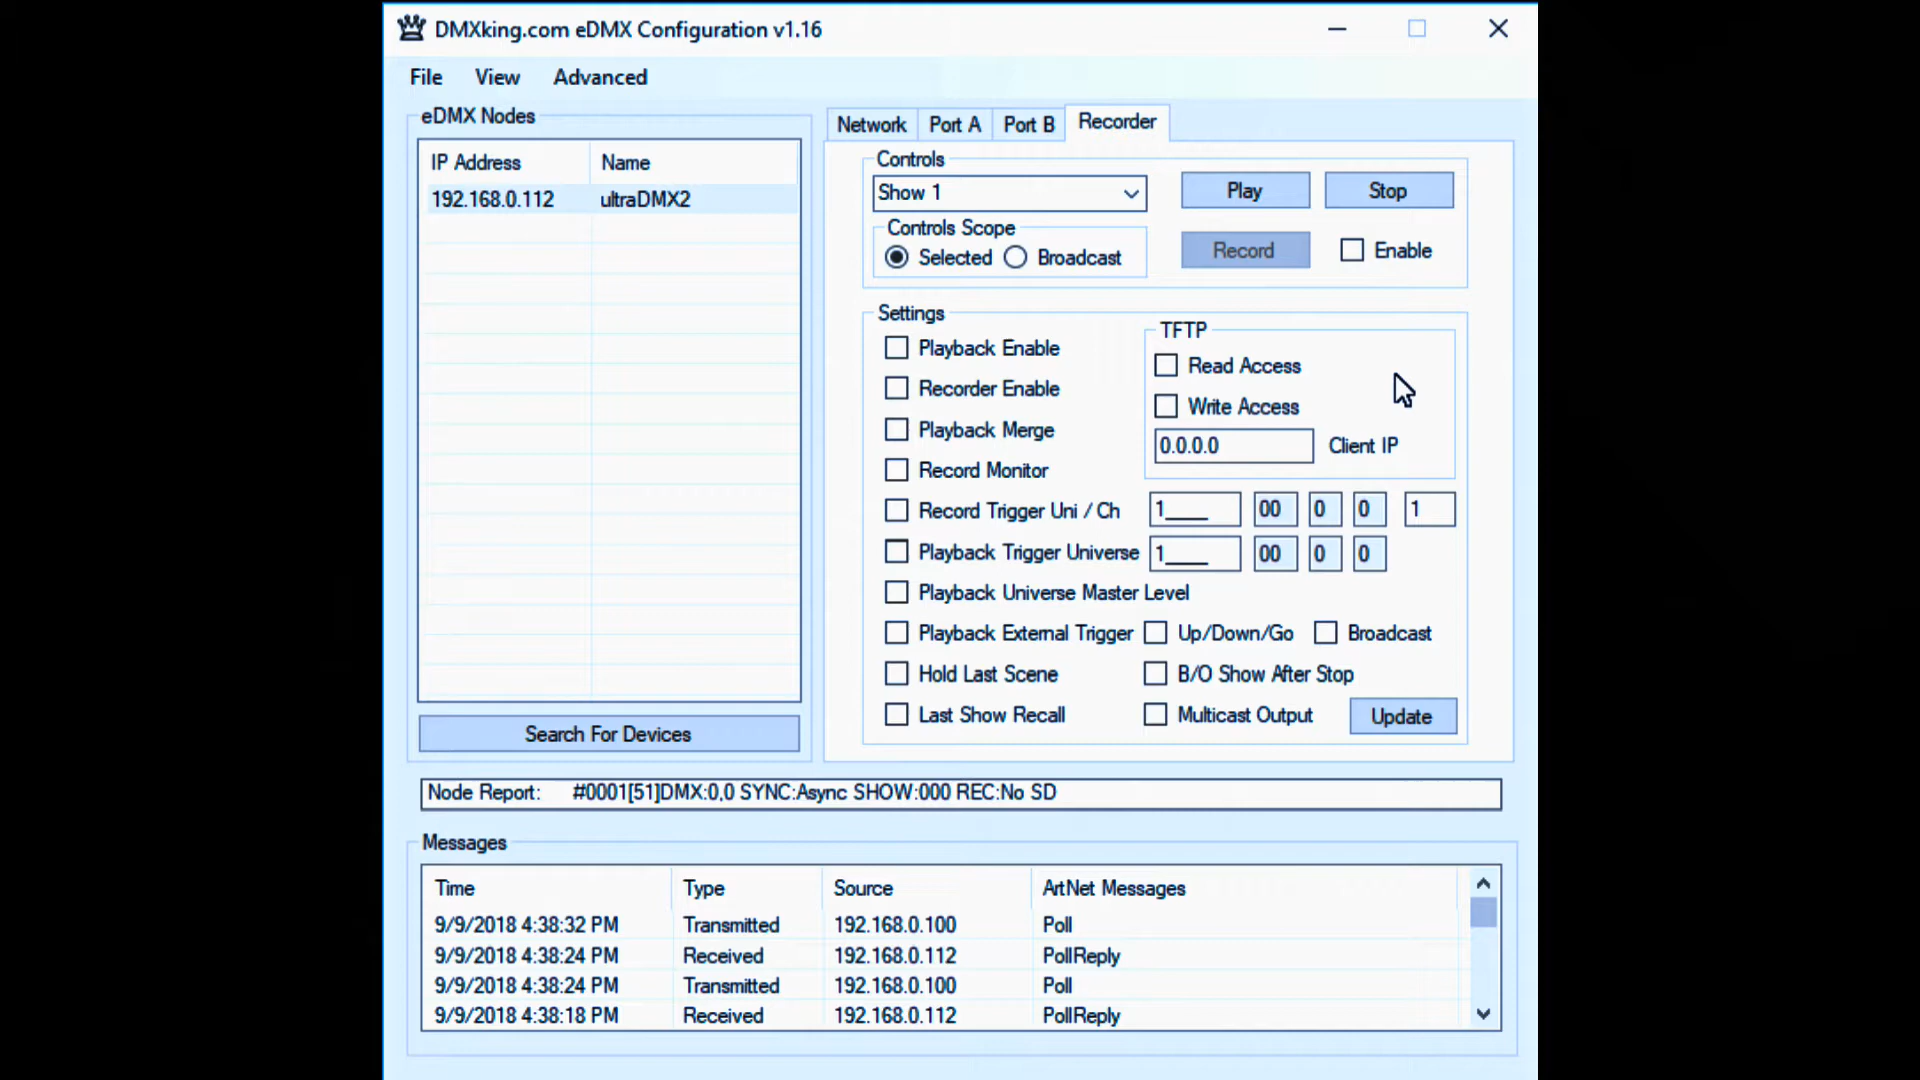 DMXking.com eDMX Configuration v1.16
File View Advanced
eDMX Nodes
IP Address Name
192.168.0.112 ultraDMX2
Search For Devices
Network Port A Port B Recorder
Controls
Show 1 Play Stop
Controls Scope
Selected Broadcast Record Enable
Settings
TFTP
Playback Enable Read Access
Recorder Enable Write Access
Playback Merge 0.0.0.0 Client IP
Record Monitor
Record Trigger Uni / Ch 1____ 00 0 0 1
Playback Trigger Universe 1____ 00 0 0
Playback Universe Master Level
Playback External Trigger Up/Down/Go Broadcast
Hold Last Scene B/O Show After Stop
Last Show Recall Multicast Output Update
Node Report: #0001[51]DMX:0,0 SYNC:Async SHOW:000 REC:No SD
Messages
Time Type Source ArtNet Messages
9/9/2018 4:38:32 PM Transmitted 192.168.0.100 Poll
9/9/2018 4:38:24 PM Received 192.168.0.112 PollReply
9/9/2018 4:38:24 PM Transmitted 192.168.0.100 Poll
9/9/2018 4:38:18 PM Received 192.168.0.112 PollReply